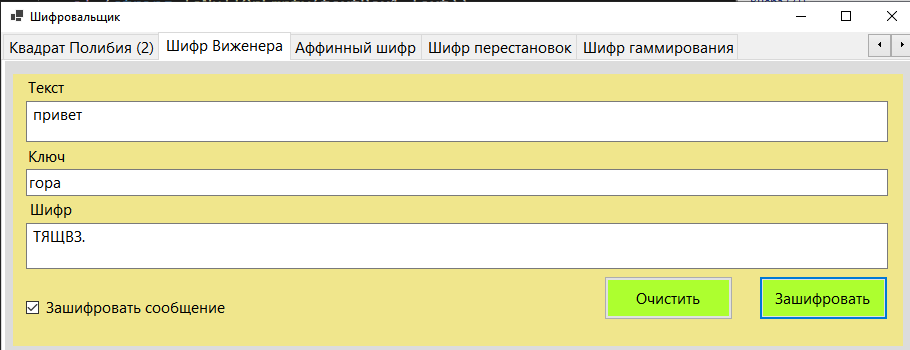 Шифровальщик
Квадрат Полибия (2) Шифр Виженера Аффинный шифр Шифр перестановок Шифр гаммирования
Текст
привет
Ключ
гора
Шифр
ТЯЩВЗ.
Зашифровать сообщение Очистить Зашифровать